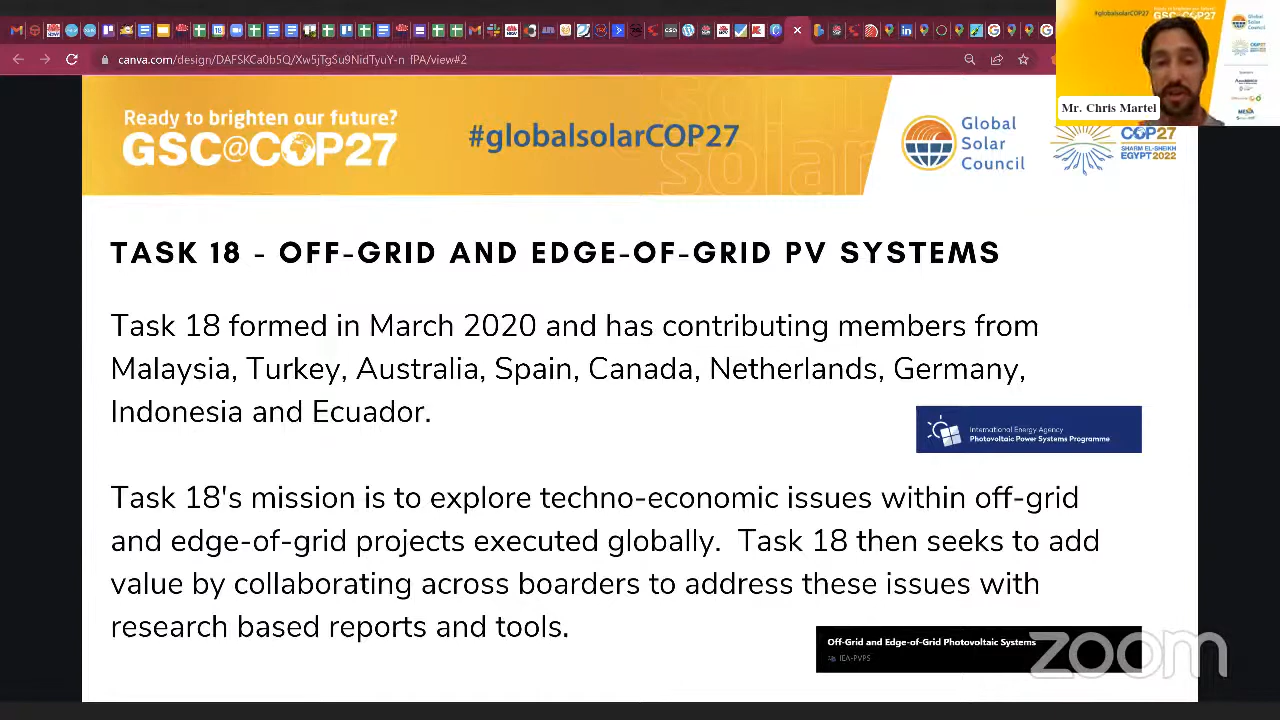 canva.com/design/DAFSKCa0b5Q/Xw5jTgSu9NidTyuY-n_IPA/view#2
#globalsolarCOP27
Mr. Chris Martel
Ready to brighten our future?
GSC@COP27
#globalsolarCOP27
Global
Solar
Council
COP27
SHARM EL-SHEIKH
EGYPT 2022
TASK 18 - OFF-GRID AND EDGE-OF-GRID PV SYSTEMS
Task 18 formed in March 2020 and has contributing members from
Malaysia, Turkey, Australia, Spain, Canada, Netherlands, Germany,
Indonesia and Ecuador.
International Energy Agency
Photovoltaic Power Systems Programme
Task 18's mission is to explore techno-economic issues within off-grid
and edge-of-grid projects executed globally. Task 18 then seeks to add
value by collaborating across boarders to address these issues with
research based reports and tools.
Off-Grid and Edge-of-Grid Photovoltaic Systems
IEA-PVPS
zoom